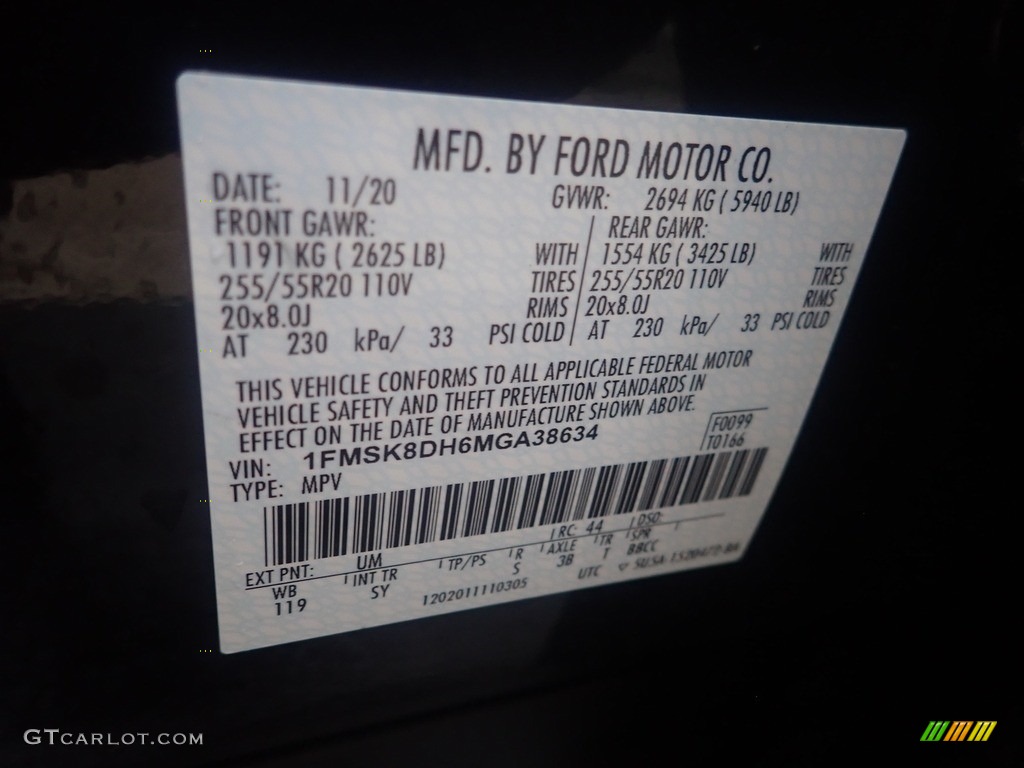 MFD. BY FORD MOTOR CO.
DATE: 11/20 GVWR: 2694 KG ( 5940 LB)
FRONT GAWR: REAR GAWR:
1191 KG ( 2625 LB) WITH 1554 KG ( 3425 LB) WITH
255/55R20 110V TIRES 255/55R20 110V TIRES
20x8.0J RIMS 20x8.0J RIMS
AT 230 kPa/ 33 PSI COLD AT 230 kPa/ 33 PSI COLD
THIS VEHICLE CONFORMS TO ALL APPLICABLE FEDERAL MOTOR
VEHICLE SAFETY AND THEFT PREVENTION STANDARDS IN
EFFECT ON THE DATE OF MANUFACTURE SHOWN ABOVE.
F0099
VIN: 1FMSK8DH6MGA38634 T0166
TYPE: MPV
EXT PNT: UM RC: 44 DSO:
WB INT TR TP/PS R AXLE TR SPR
119 SY S 3B T BBCC
1202011110305 UTC
GTCARLOT.COM